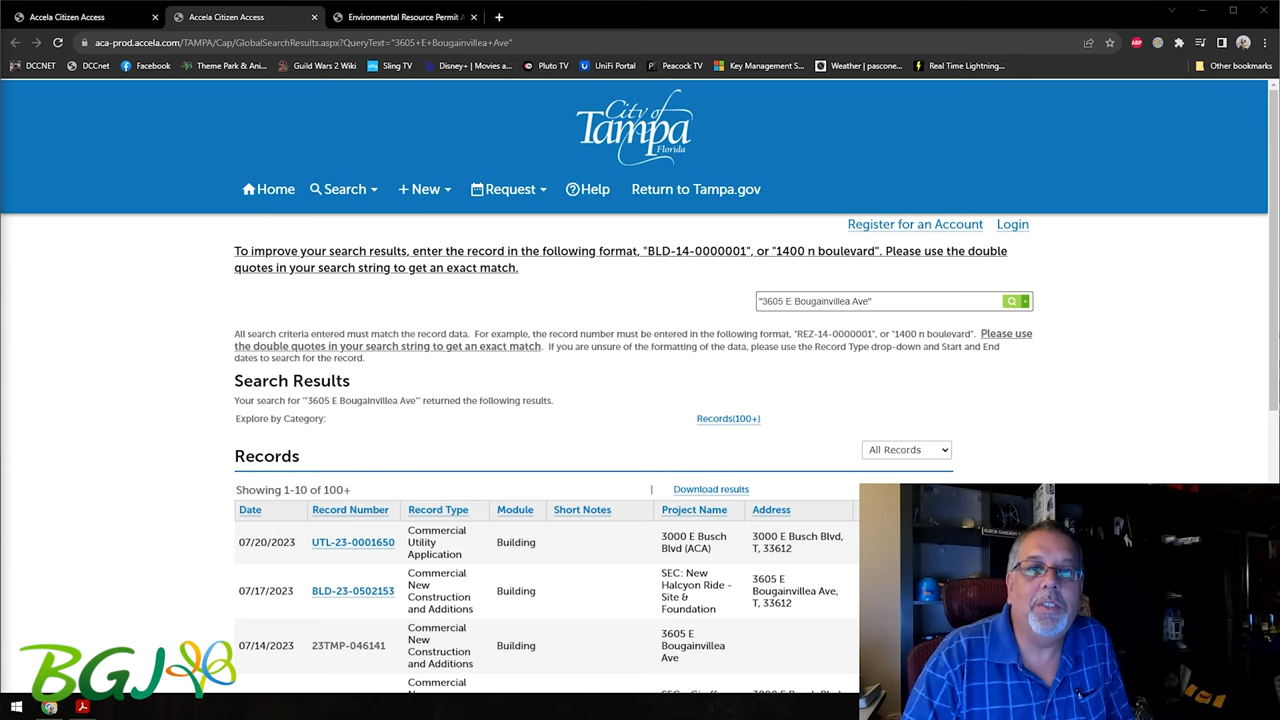 Accela Citizen Access
Accela Citizen Access
Environmental Resource Permit A
aca-prod.accela.com/TAMPA/Cap/GlobalSearchResults.aspx?QueryText="3605+E+Bougainvillea+Ave"
DCCNET
DCCnet
Facebook
Theme Park & Ani...
Guild Wars 2 Wiki
Sling TV
Disney+ | Movies a...
Pluto TV
UniFi Portal
Peacock TV
Key Management S...
Weather | pascone...
Real Time Lightning...
Other bookmarks
City of
Tampa
Florida
Home
Search
+ New
Request
Help
Return to Tampa.gov
Register for an Account
Login
To improve your search results, enter the record in the following format, "BLD-14-0000001", or "1400 n boulevard". Please use the double
quotes in your search string to get an exact match.
"3605 E Bougainvillea Ave"
All search criteria entered must match the record data. For example, the record number must be entered in the following format, "REZ-14-0000001", or "1400 n boulevard". Please use
the double quotes in your search string to get an exact match. If you are unsure of the formatting of the data, please use the Record Type drop-down and Start and End
dates to search for the record.
Search Results
Your search for '"3605 E Bougainvillea Ave"' returned the following results.
Explore by Category:
Records(100+)
Records
All Records
Showing 1-10 of 100+
|
Download results
Date
Record Number
Record Type
Module
Short Notes
Project Name
Address
07/20/2023
UTL-23-0001650
Commercial
Utility
Application
Building
3000 E Busch
Blvd (ACA)
3000 E Busch Blvd,
T, 33612
07/17/2023
BLD-23-0502153
Commercial
New
Construction
and Additions
Building
SEC: New
Halcyon Ride -
Site &
Foundation
3605 E
Bougainvillea Ave,
T, 33612
07/14/2023
23TMP-046141
Commercial
New
Construction
and Additions
Building
3605 E
Bougainvillea
Ave
Commercial
BGJ